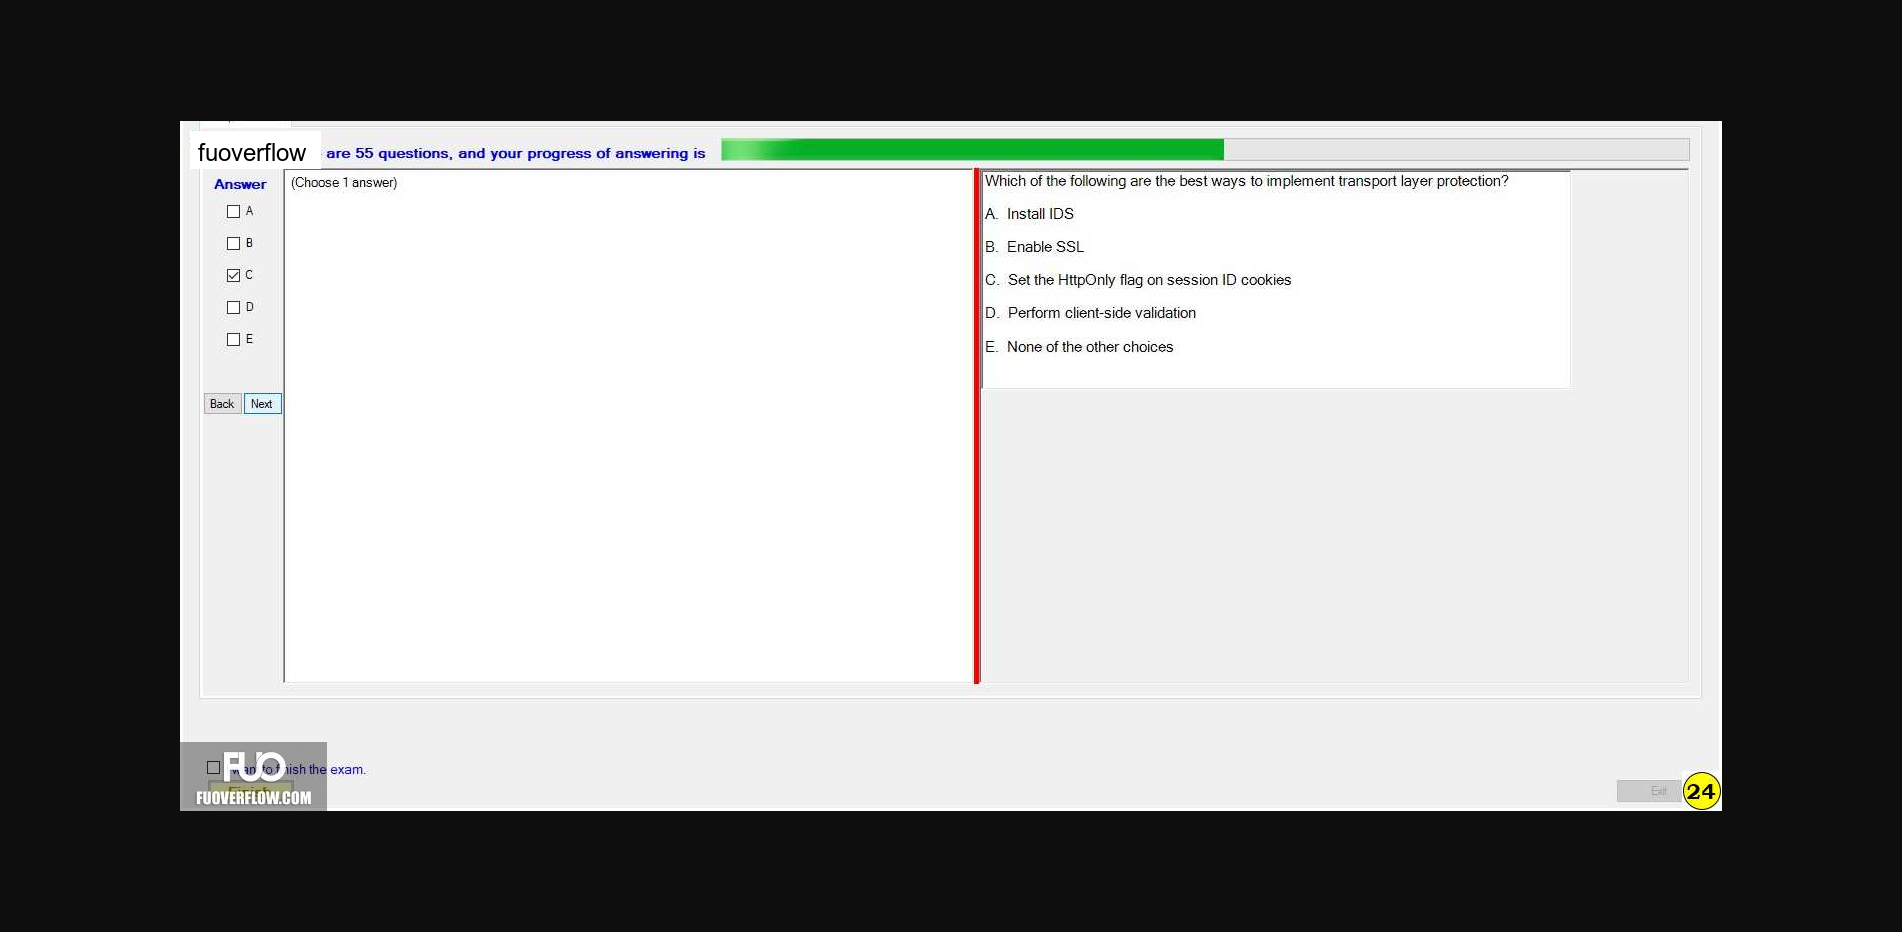 fuoverflow are 55 questions, and your progress of answering is
Answer
A
B
C
D
E
Back Next
(Choose 1 answer)
Which of the following are the best ways to implement transport layer protection?
A. Install IDS
B. Enable SSL
C. Set the HttpOnly flag on session ID cookies
D. Perform client-side validation
E. None of the other choices
FUO
want to finish the exam.
Finish
FUOVERFLOW.COM
Exit
24